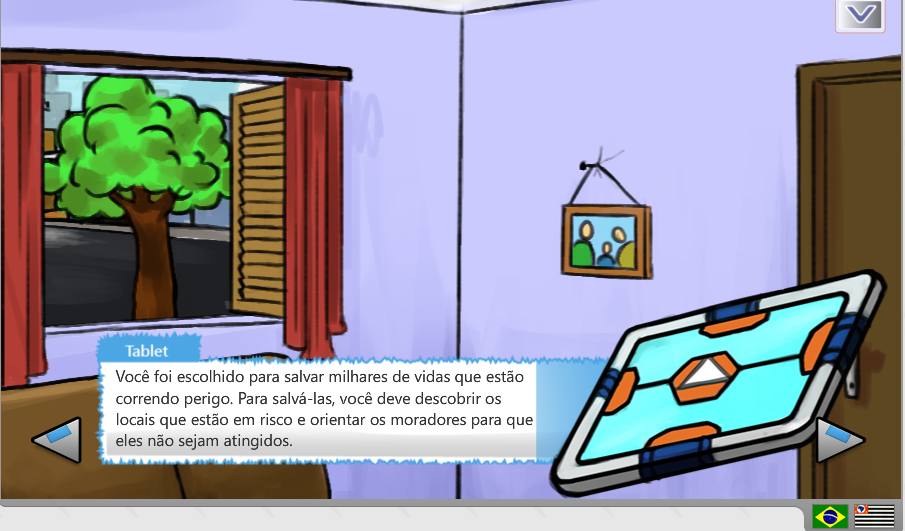 Tablet
Você foi escolhido para salvar milhares de vidas que estão
correndo perigo. Para salvá-las, você deve descobrir os
locais que estão em risco e orientar os moradores para que
eles não sejam atingidos.